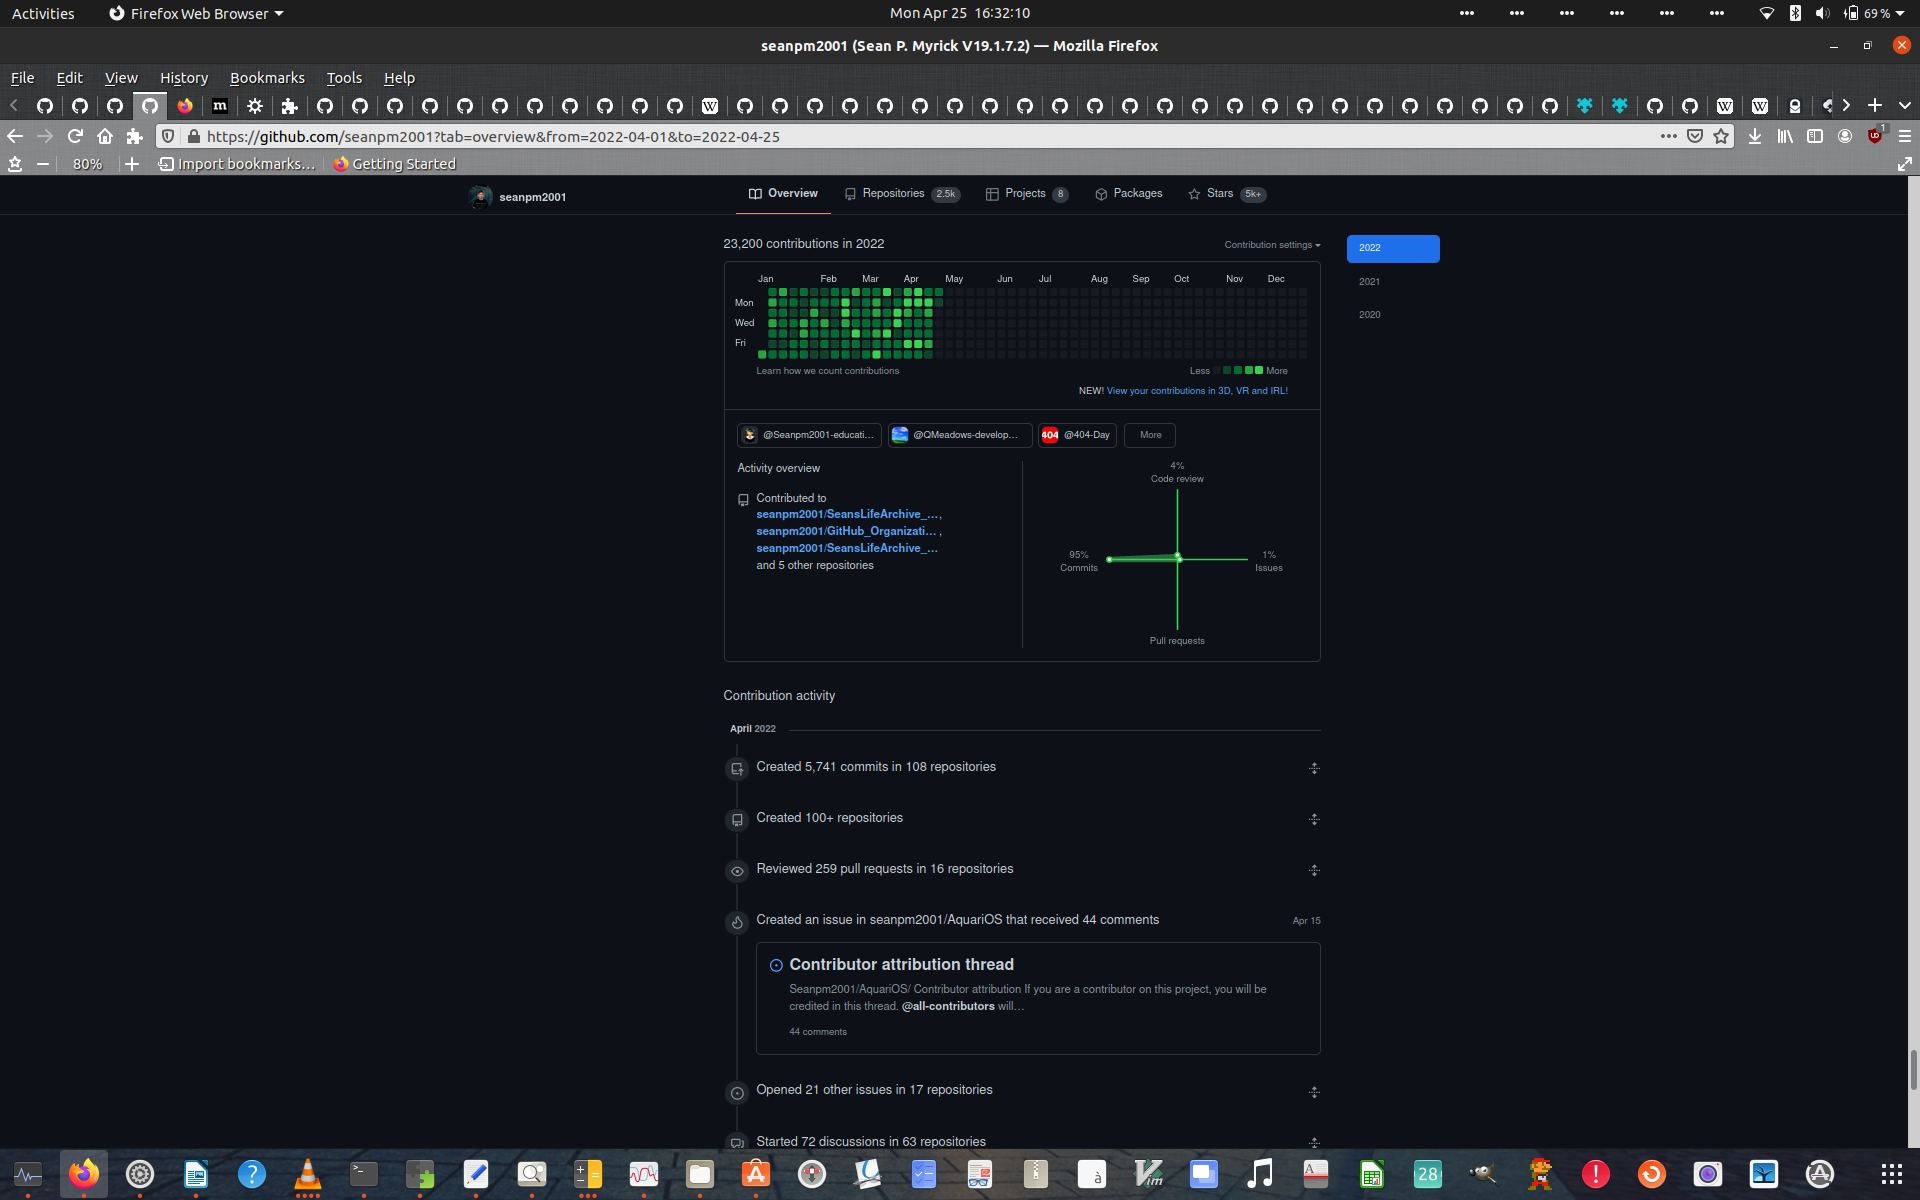 Activities
Firefox Web Browser
Mon Apr 25 16:32:10
69 %
seanpm2001 (Sean P. Myrick V19.1.7.2) — Mozilla Firefox
File Edit View History Bookmarks Tools Help
https://github.com/seanpm2001?tab=overview&from=2022-04-01&to=2022-04-25
80%
Import bookmarks...
Getting Started
seanpm2001
Overview
Repositories 2.5k
Projects 8
Packages
Stars 5k+
23,200 contributions in 2022
Contribution settings
2022
2021
2020
Jan Feb Mar Apr May Jun Jul Aug Sep Oct Nov Dec
Mon
Wed
Fri
Learn how we count contributions
Less More
NEW! View your contributions in 3D, VR and IRL!
@Seanpm2001-educati...
@QMeadows-develop...
404 @404-Day
More
Activity overview
Contributed to
seanpm2001/SeansLifeArchive_...,
seanpm2001/GitHub_Organizati... ,
seanpm2001/SeansLifeArchive_...
and 5 other repositories
4%
Code review
95%
Commits
1%
Issues
Pull requests
Contribution activity
April 2022
Created 5,741 commits in 108 repositories
Created 100+ repositories
Reviewed 259 pull requests in 16 repositories
Created an issue in seanpm2001/AquariOS that received 44 comments
Apr 15
Contributor attribution thread
Seanpm2001/AquariOS/ Contributor attribution If you are a contributor on this project, you will be
credited in this thread. @all-contributors will...
44 comments
Opened 21 other issues in 17 repositories
Started 72 discussions in 63 repositories
28